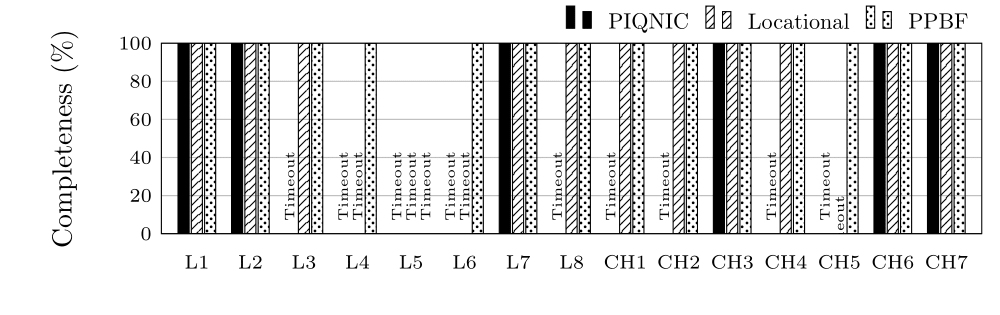 PIQNIC Locational PPBF
Completeness (%)
100
80
60
40
20
0
Timeout
Timeout
Timeout
Timeout
Timeout
Timeout
Timeout
Timeout
Timeout
Timeout
Timeout
Timeout
Timeout
eout
L1 L2 L3 L4 L5 L6 L7 L8 CH1 CH2 CH3 CH4 CH5 CH6 CH7